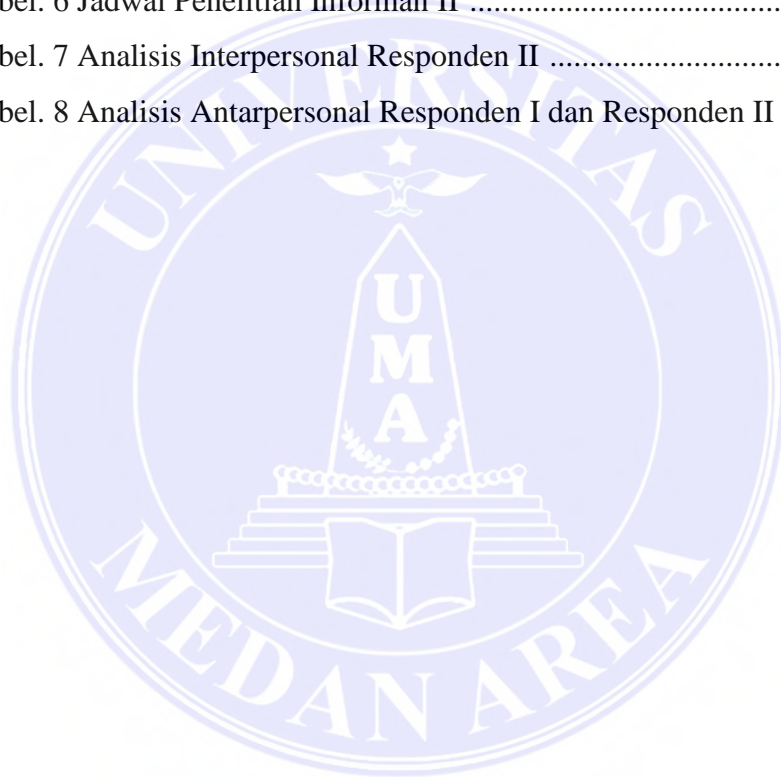 bel. 6 Jadwal Penelitian Informan II ........................................
bel. 7 Analisis Interpersonal Responden II .............................
bel. 8 Analisis Antarpersonal Responden I dan Responden II
UNIVERSITAS
U
M
A
MEDAN AREA